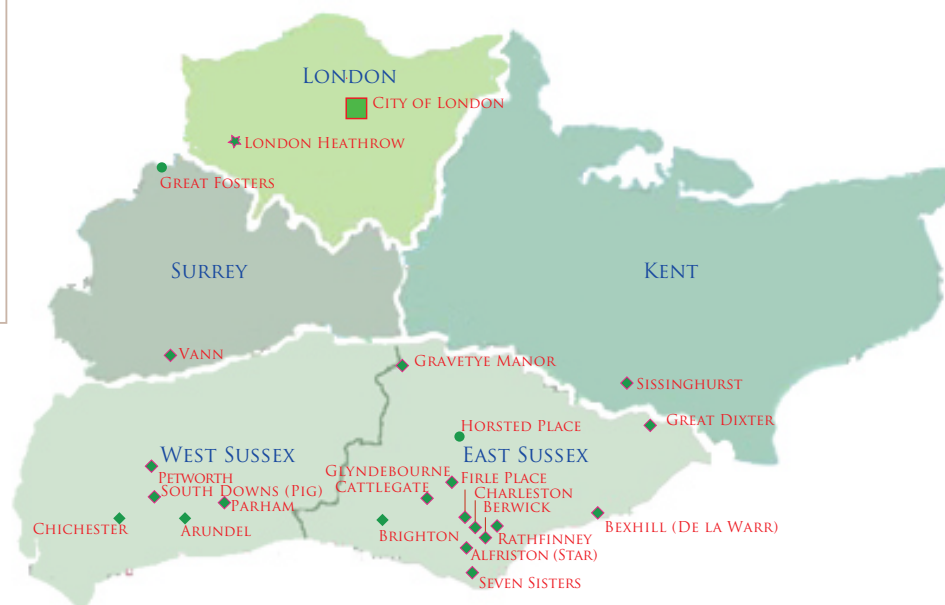 London
City of London
London Heathrow
Great Fosters
Surrey
Kent
Vann
Gravetye Manor
Sissinghurst
Great Dixter
Horsted Place
West Sussex
East Sussex
Petworth
South Downs (Pig)
Parham
Chichester
Arundel
Glyndebourne
Cattlegate
Firle Place
Charleston
Berwick
Brighton
Rathfinney
Alfriston (Star)
Bexhill (De la Warr)
Seven Sisters